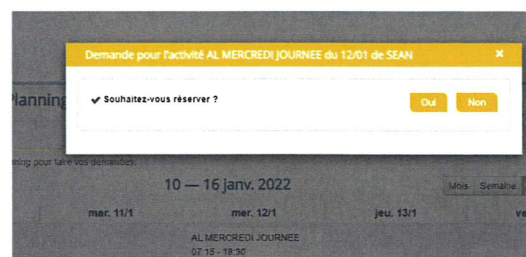 Demande pour l'activité AL MERCREDI JOURNEE du 12/01 de SEAN ×
✔ Souhaitez-vous réserver ? Oui Non
Planning
nning pour faire vos demandes.
10 — 16 janv. 2022 Mois Semaine
mar. 11/1 mer. 12/1 jeu. 13/1 ve
AL MERCREDI JOURNEE
07:15 - 18:30